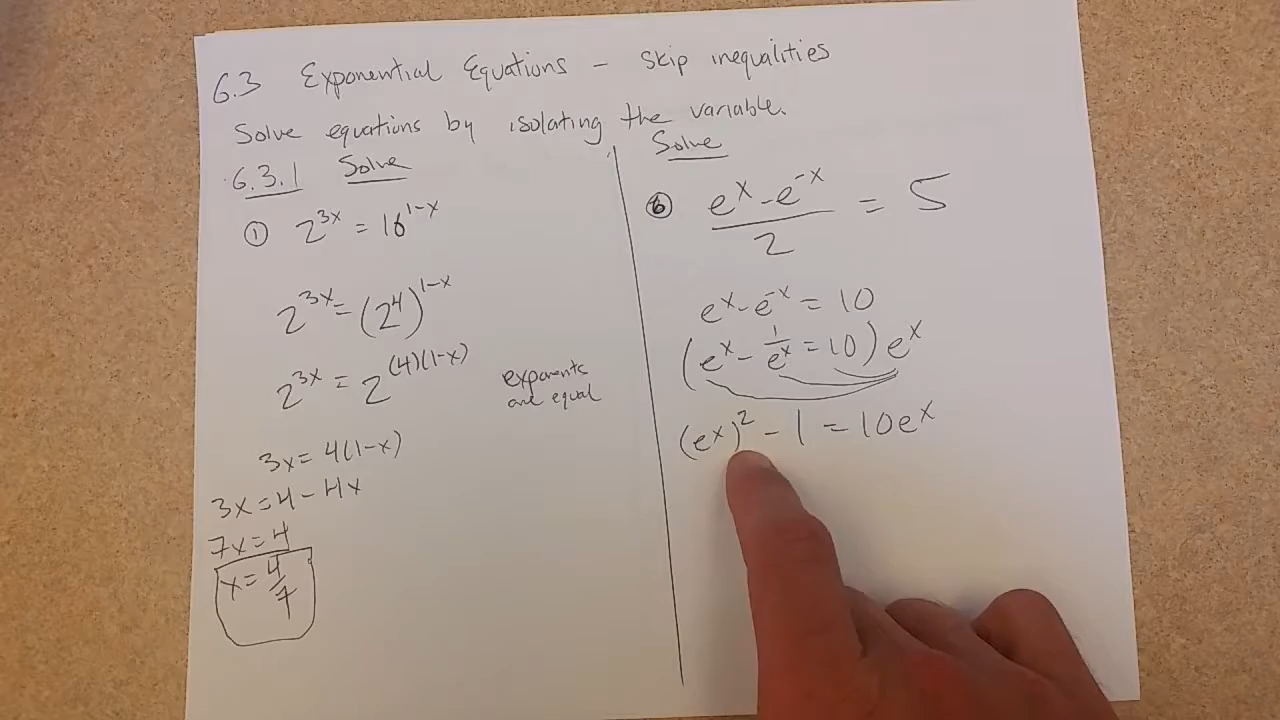 6.3 Exponential Equations - Skip inequalities
Solve equations by isolating the variable.
6.3.1 Solve
① 2^{3x} = 16^{1-x}
2^{3x} = (2^4)^{1-x}
2^{3x} = 2^{(4)(1-x)}
exponents
are equal
3x = 4(1-x)
3x = 4 - 4x
7x = 4
x = 4/7
Solve
⑥ (e^x - e^{-x})/2 = 5
e^x - e^{-x} = 10
(e^x - 1/e^x = 10) e^x
(e^x)^2 - 1 = 10e^x